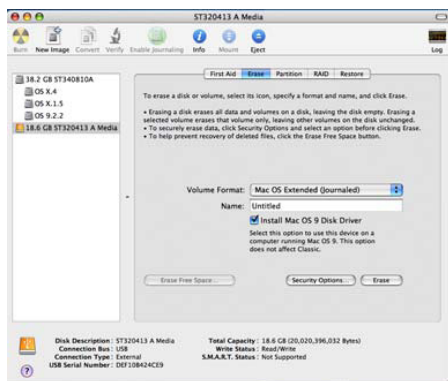 ST320413 A Media
Burn New Image Convert Verify Enable Journaling Info Mount Eject Log
38.2 GB ST340810A
OS X.4
OS X.1.5
OS 9.2.2
18.6 GB ST320413 A Media
First Aid Erase Partition RAID Restore
To erase a disk or volume, select its icon, specify a format and name, and click Erase.
• Erasing a disk erases all data and volumes on a disk, leaving the disk empty. Erasing a
selected volume erases that volume only, leaving other volumes on the disk unchanged.
• To securely erase data, click Security Options and select an option before clicking Erase.
• To help prevent recovery of deleted files, click the Erase Free Space button.
Volume Format: Mac OS Extended (Journaled)
Name: Untitled
Install Mac OS 9 Disk Driver
Select this option to use this device on a
computer running Mac OS 9. This option
does not affect Classic.
Erase Free Space... Security Options... Erase
Disk Description : ST320413 A Media Total Capacity : 18.6 GB (20,020,396,032 Bytes)
Connection Bus : USB Write Status : Read/Write
Connection Type : External S.M.A.R.T. Status : Not Supported
USB Serial Number : DEF10B424CE9
?